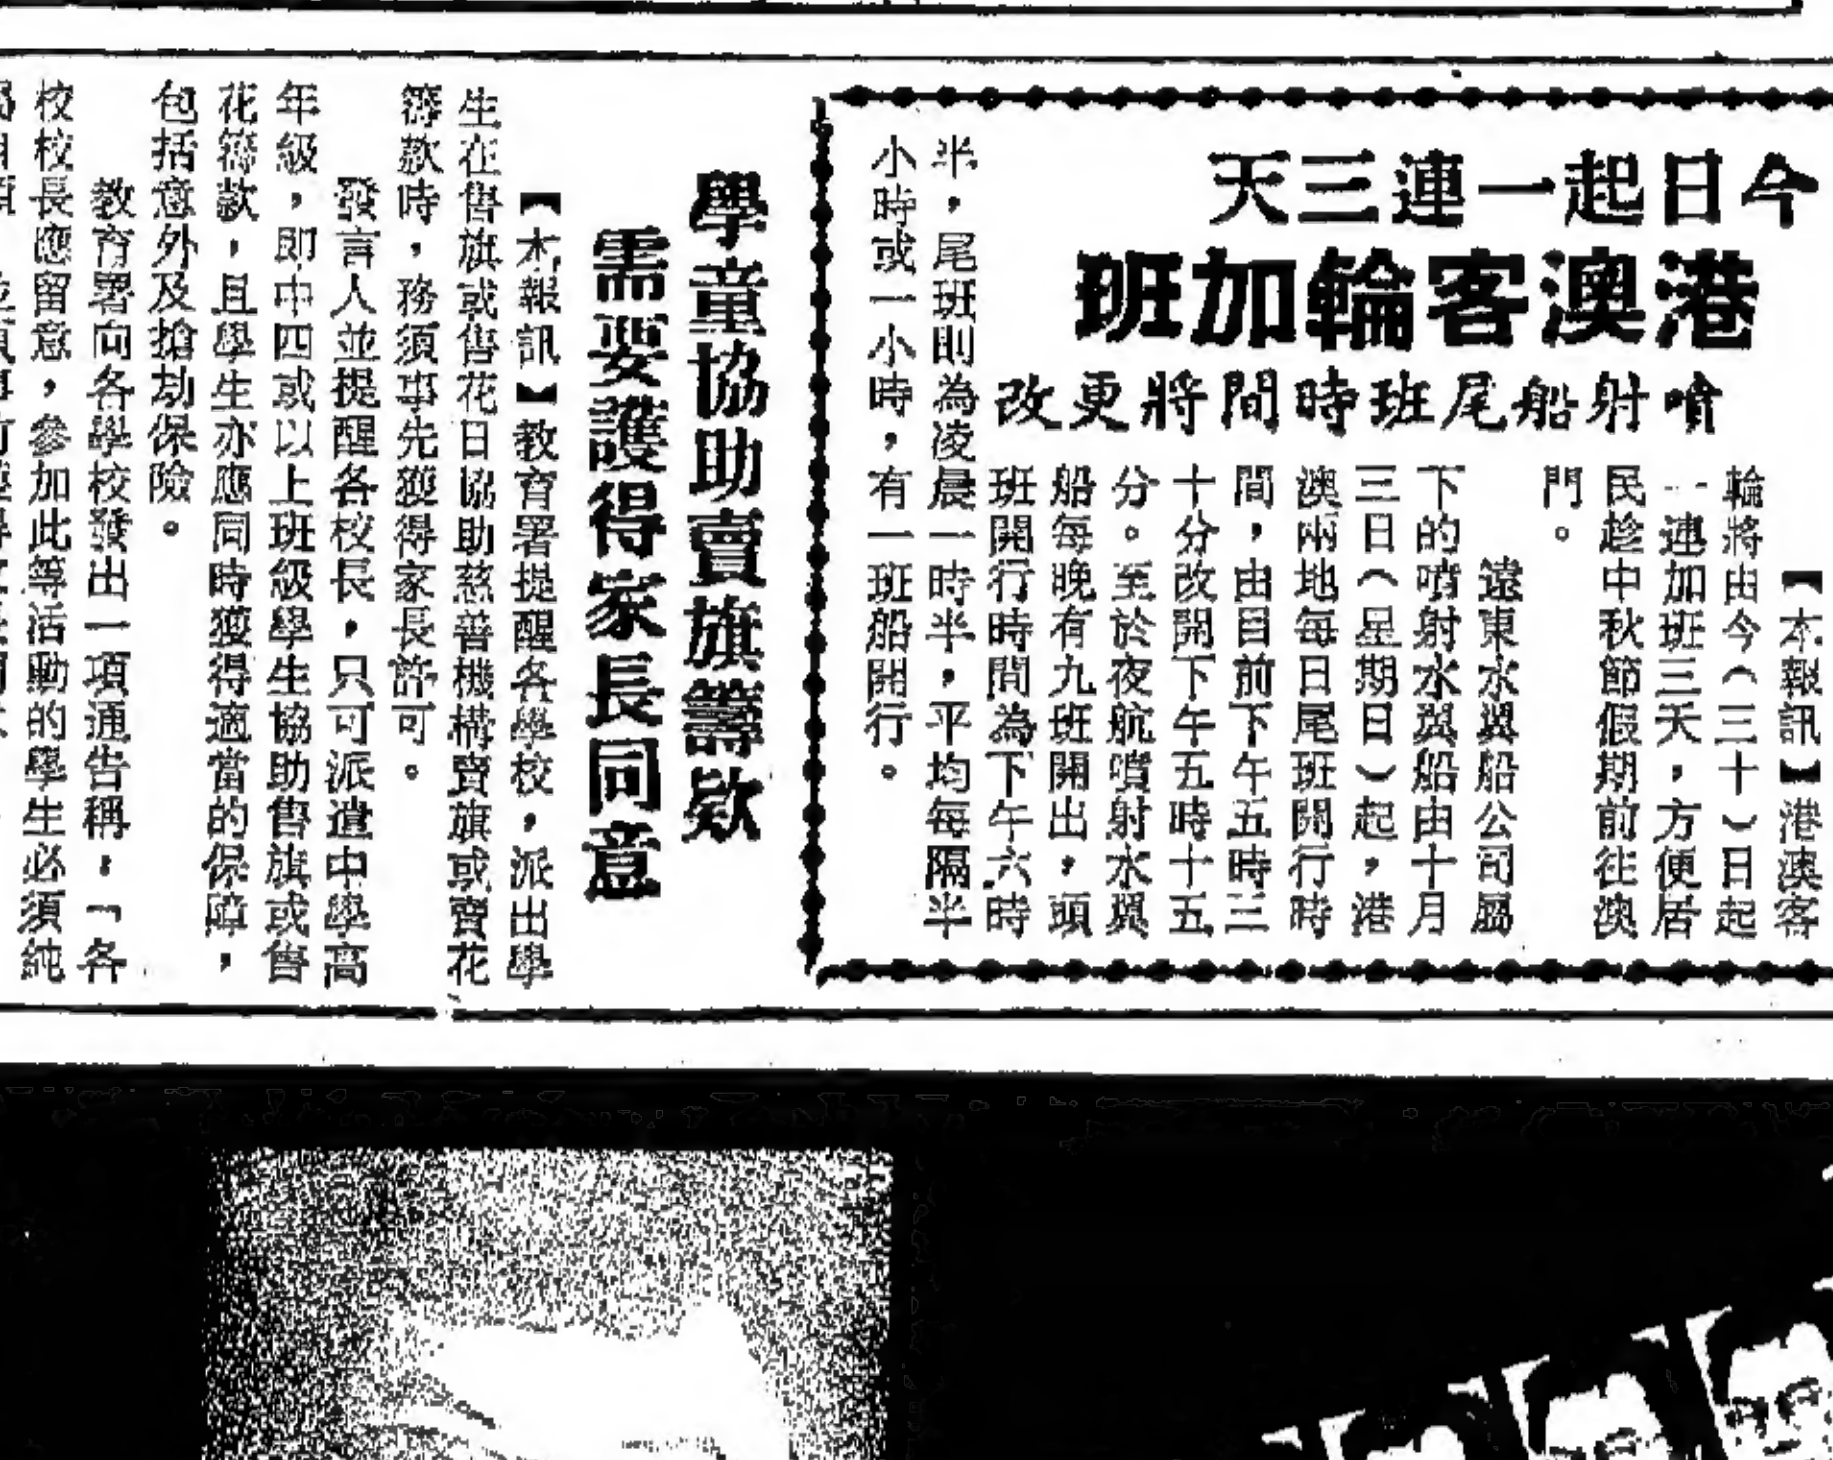 今日起一連三天
港澳客輪加班
噴射船尾班時間將更改
【本報訊】港澳客
輪將由今（三十）日起
一連加班三天，方便居
民趁中秋節假期前往澳
門。
遠東水翼船公司屬
下的噴射水翼船由十月
三日（星期日）起，港
澳兩地每日尾班開行時
間，由目前下午五時三
十分改開下午五時十五
分。至於夜航噴射水翼
船每晚有九班開出，頭
班開行時間為下午六時
半，尾班則為凌晨一時半，平均每隔半
小時或一小時，有一班船開行。
學童協助賣旗籌款
需要護得家長同意
【本報訊】教育署提醒各學校，派出學
生在售旗或售花日協助慈善機構賣旗或賣花
籌款時，務須事先獲得家長許可。
發言人並提醒各校長，只可派遣中學高
年級，即中四或以上班級學生協助售旗或售
花籌款，且學生亦應同時獲得適當的保障，
包括意外及搶劫保險。
教育署向各學校發出一項通告稱：「各
校校長應留意，參加此等活動的學生必須純